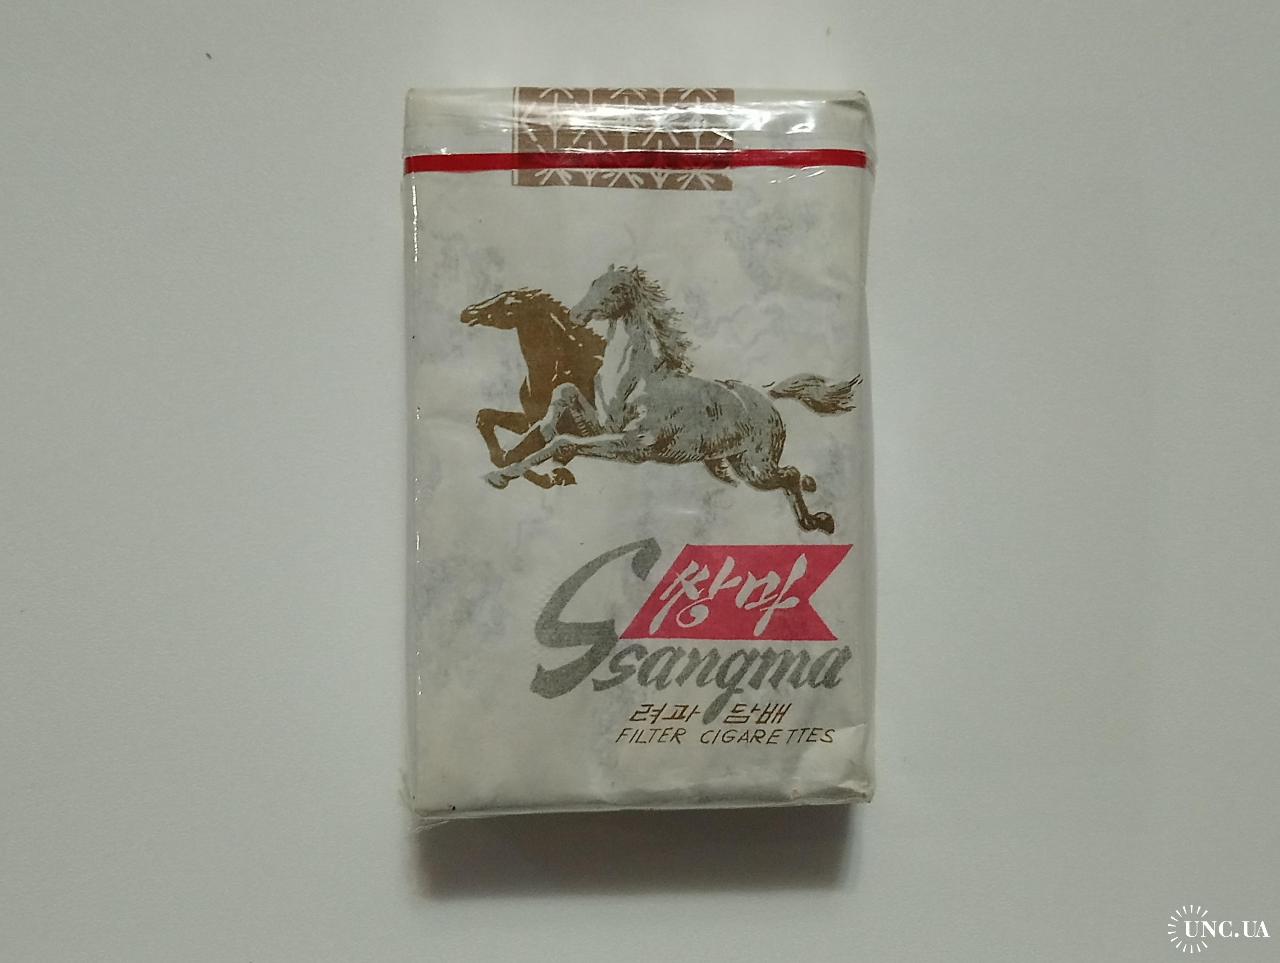 쌍마
Ssangma
려과 담배
FILTER CIGARETTES
UNC.UA